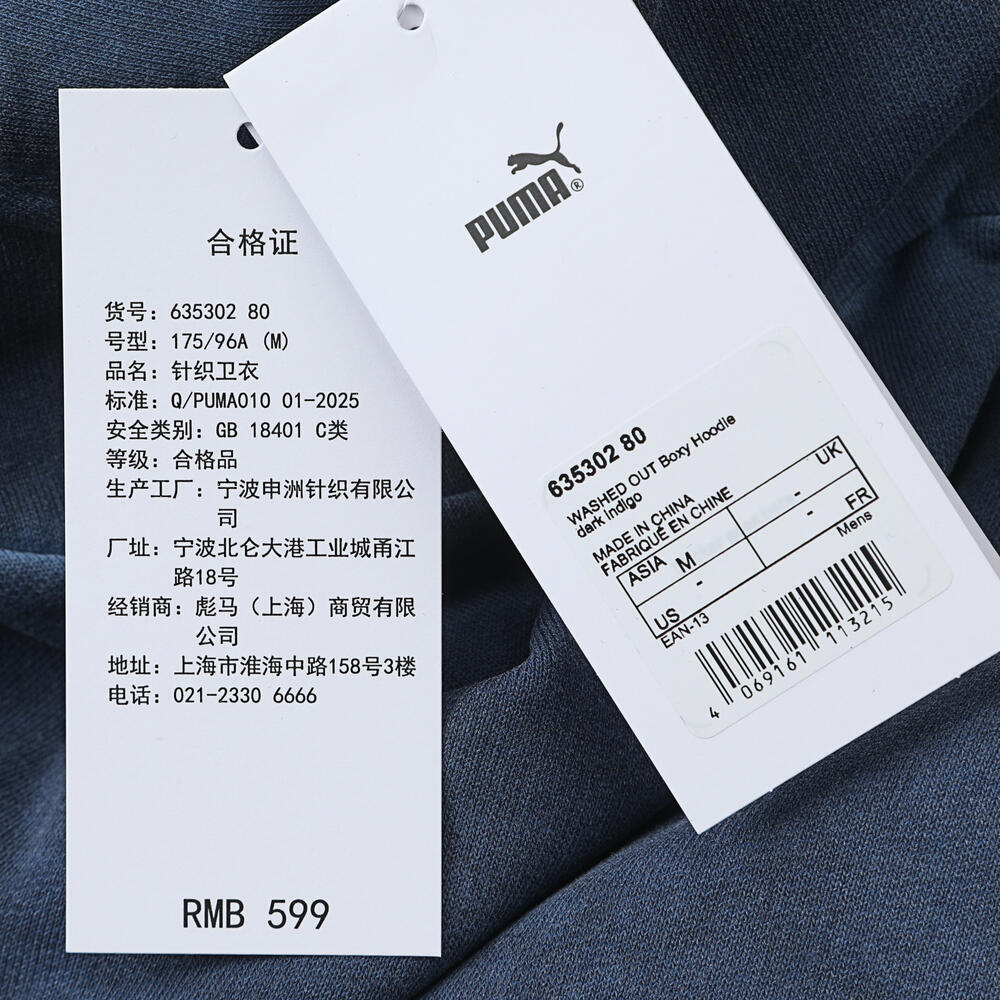 合格证
货号: 635302 80
号型: 175/96A (M)
品名: 针织卫衣
标准: Q/PUMA010 01-2025
安全类别: GB 18401 C类
等级: 合格品
生产工厂: 宁波申洲针织有限公
司
厂址: 宁波北仑大港工业城甬江
路18号
经销商: 彪马（上海）商贸有限
公司
地址: 上海市淮海中路158号3楼
电话: 021-2330 6666
RMB 599
PUMA®
635302 80
WASHED OUT Boxy Hoodie
dark indigo
MADE IN CHINA
FABRIQUÉ EN CHINE
ASIA M - UK
US - - FR
EAN-13 Mens
4 069161 113215